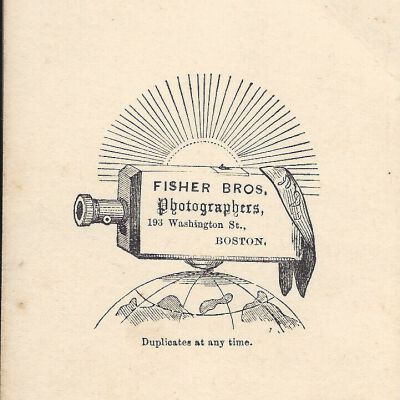 FISHER BROS,
Photographers,
193 Washington St.,
BOSTON.
Duplicates at any time.